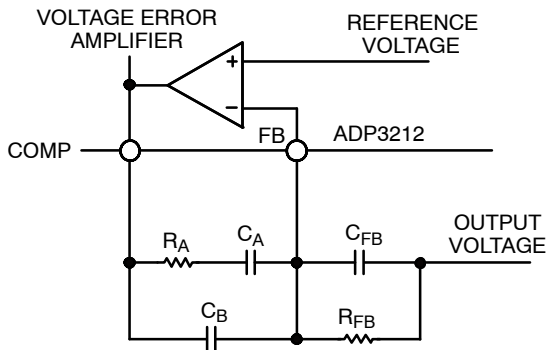 VOLTAGE ERROR
AMPLIFIER
REFERENCE
VOLTAGE
+
−
COMP
FB
ADP3212
OUTPUT
VOLTAGE
RA
CA
CFB
CB
RFB